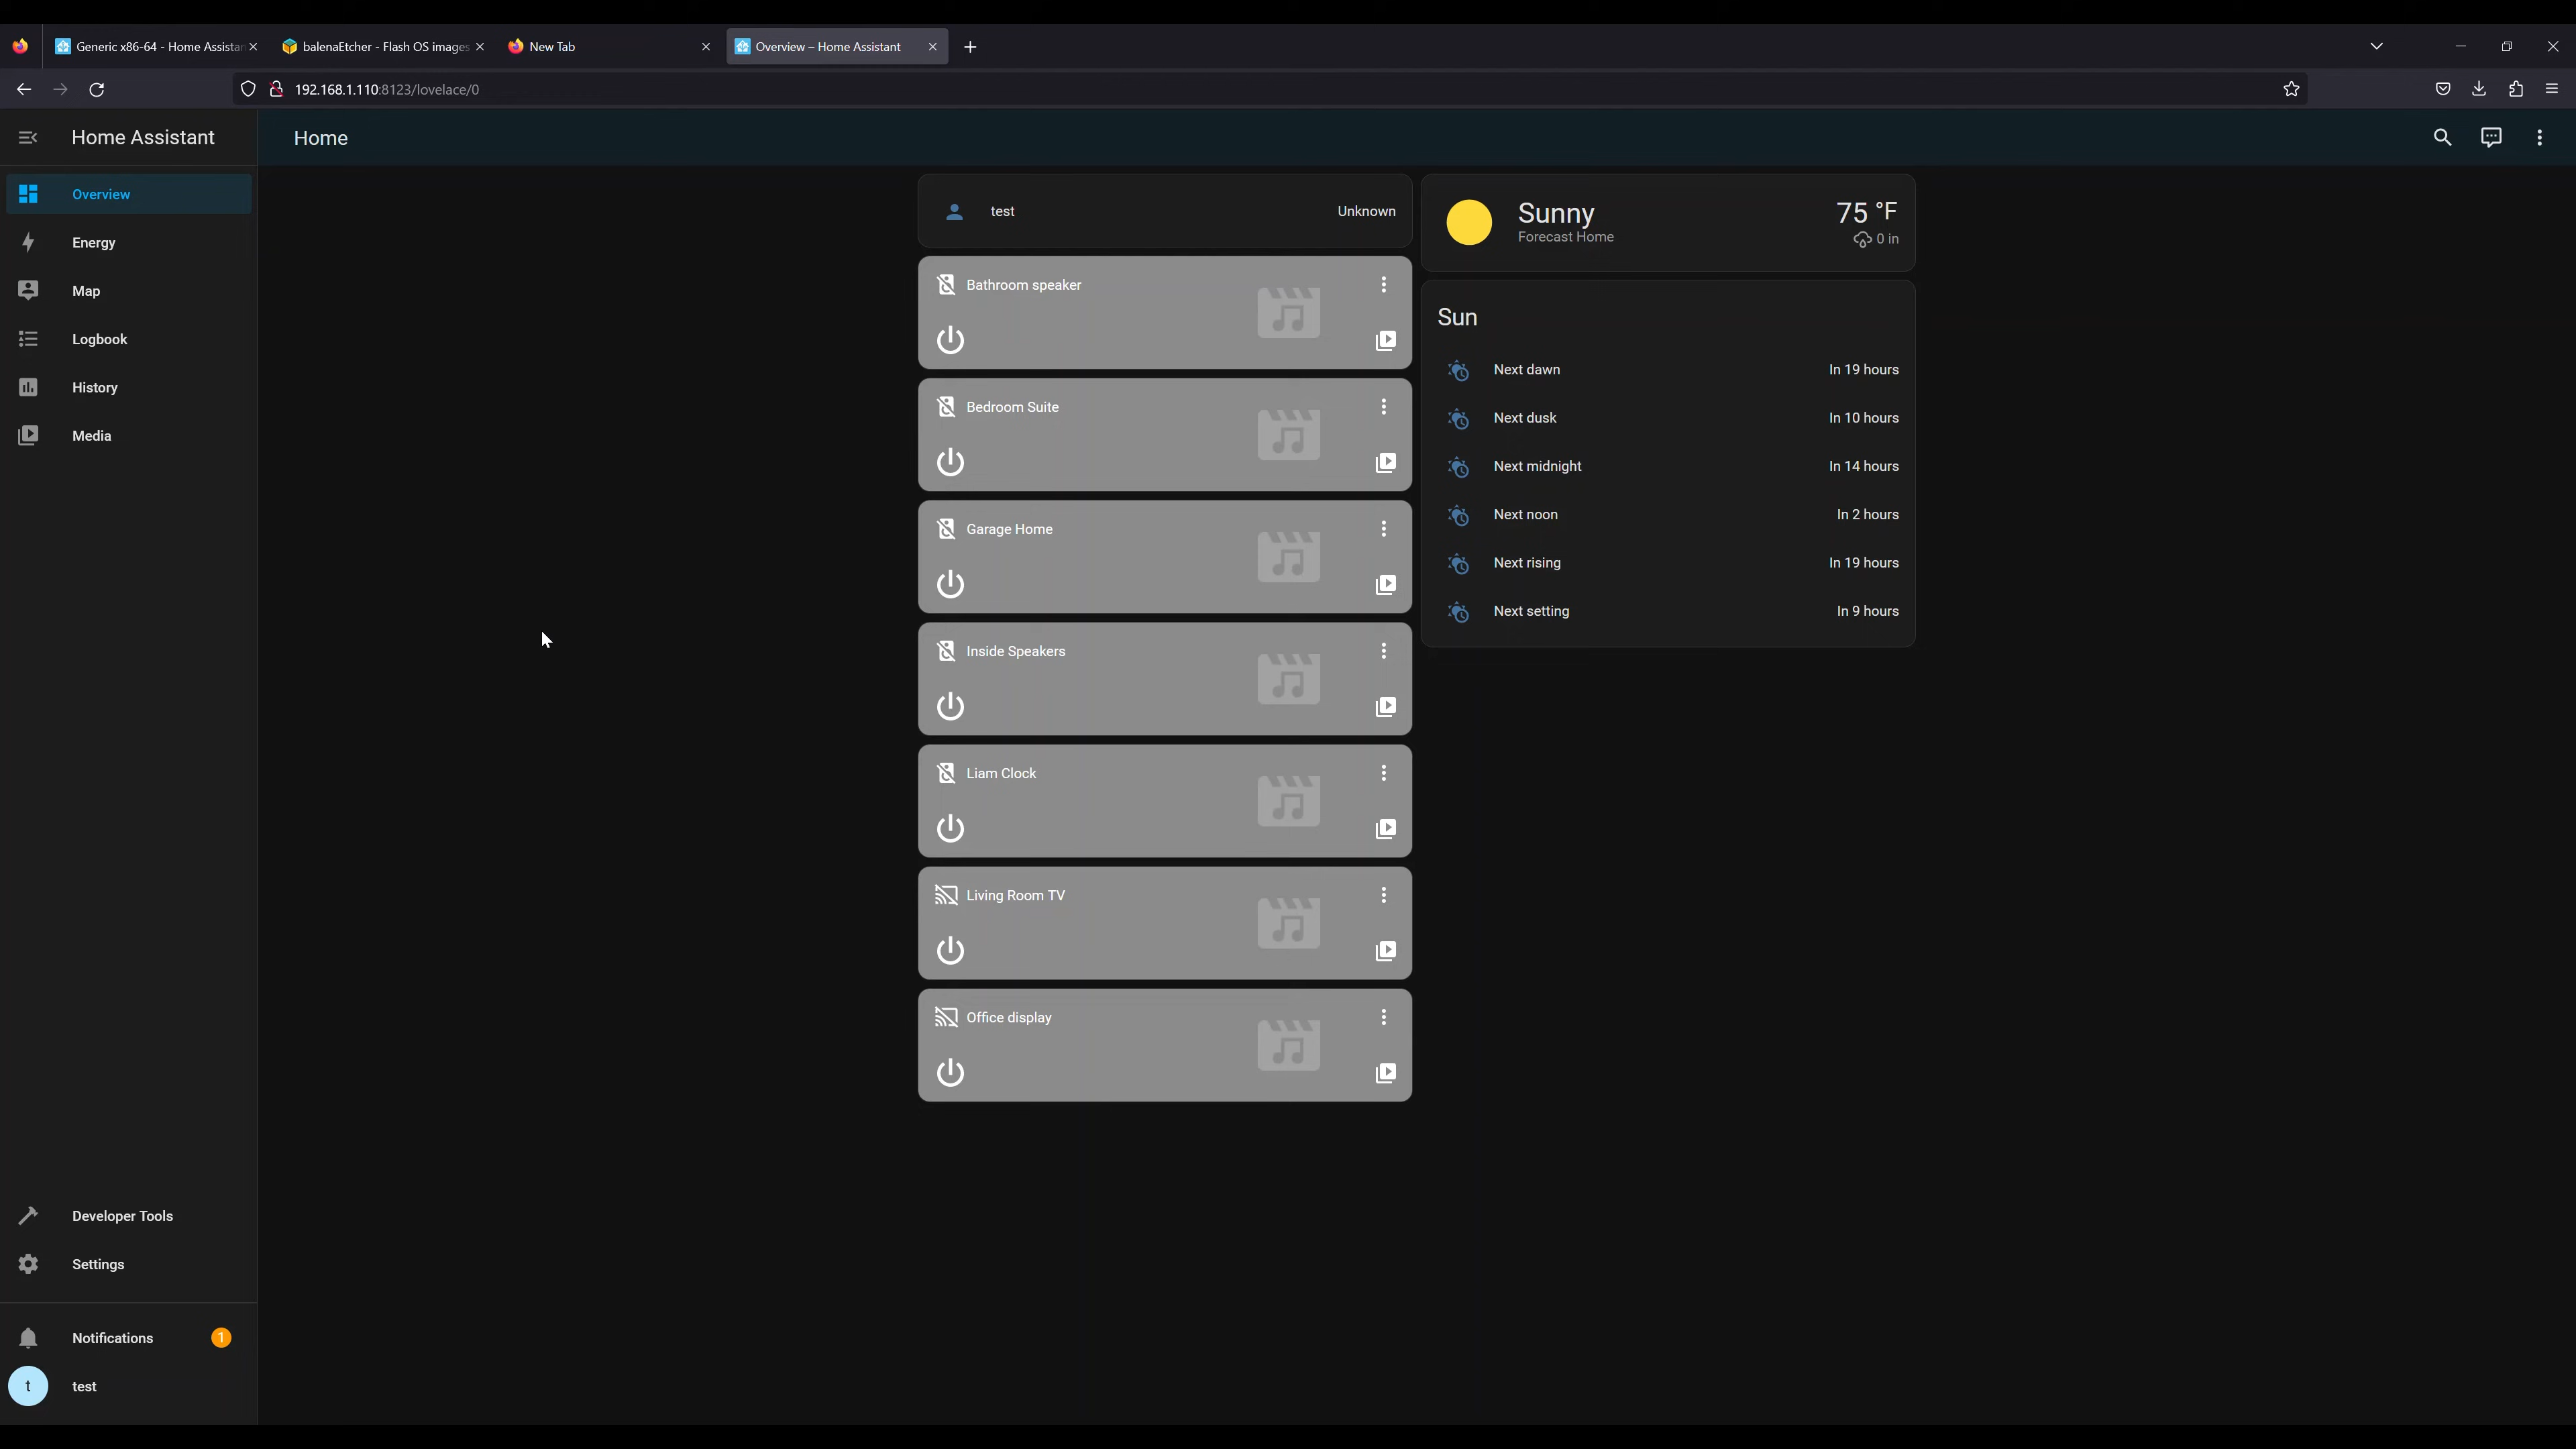 Generic x86-64 - Home Assistan
balenaEtcher - Flash OS images
New Tab
Overview – Home Assistant
192.168.1.110:8123/lovelace/0
Home Assistant
Home
Overview
Energy
Map
Logbook
History
Media
Developer Tools
Settings
Notifications 1
t test
test Unknown
Bathroom speaker
Bedroom Suite
Garage Home
Inside Speakers
Liam Clock
Living Room TV
Office display
Sunny 75 °F
Forecast Home 0 in
Sun
Next dawn In 19 hours
Next dusk In 10 hours
Next midnight In 14 hours
Next noon In 2 hours
Next rising In 19 hours
Next setting In 9 hours